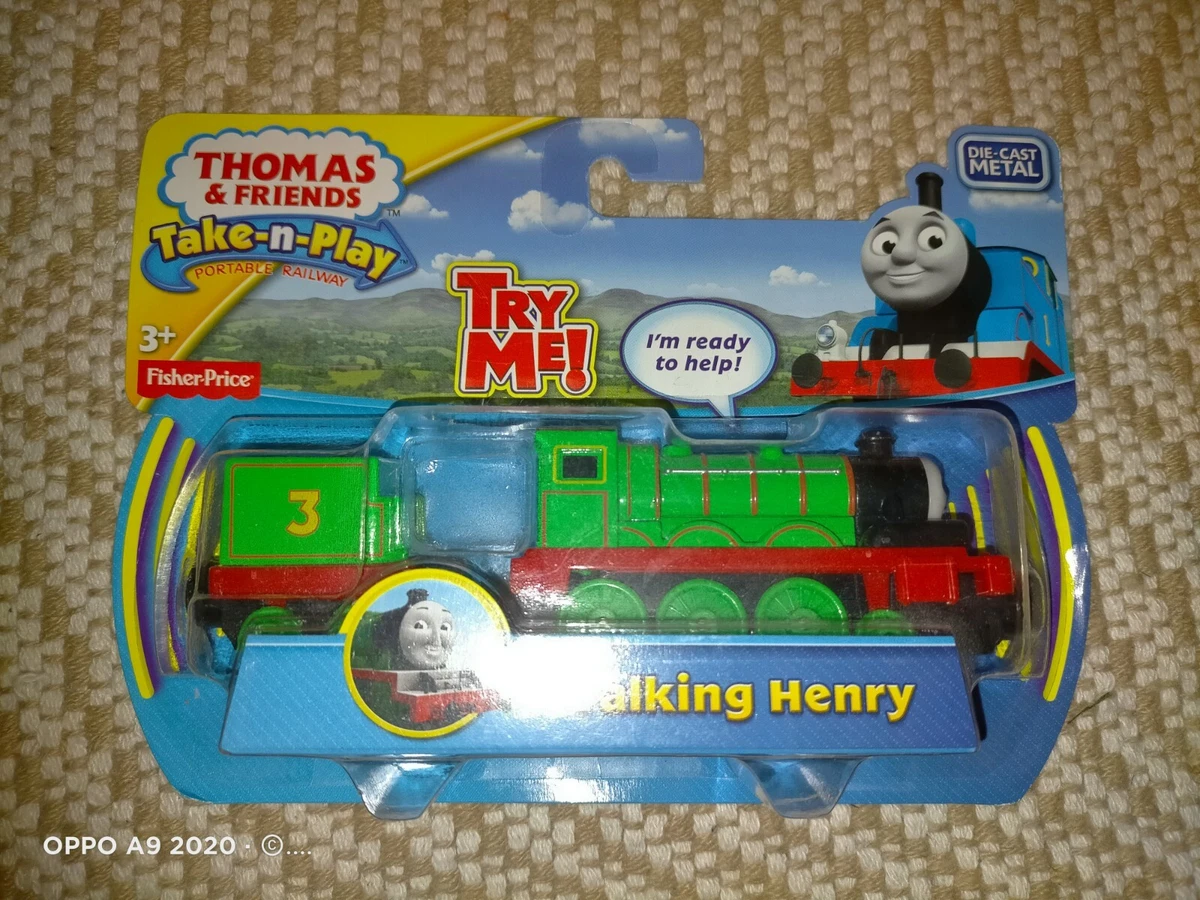 THOMAS
& FRIENDS
™
Take-n-Play
PORTABLE RAILWAY
3+
Fisher-Price
TRY
ME!
I'm ready
to help!
DIE-CAST
METAL
3
Henry
OPPO A9 2020 · ©....